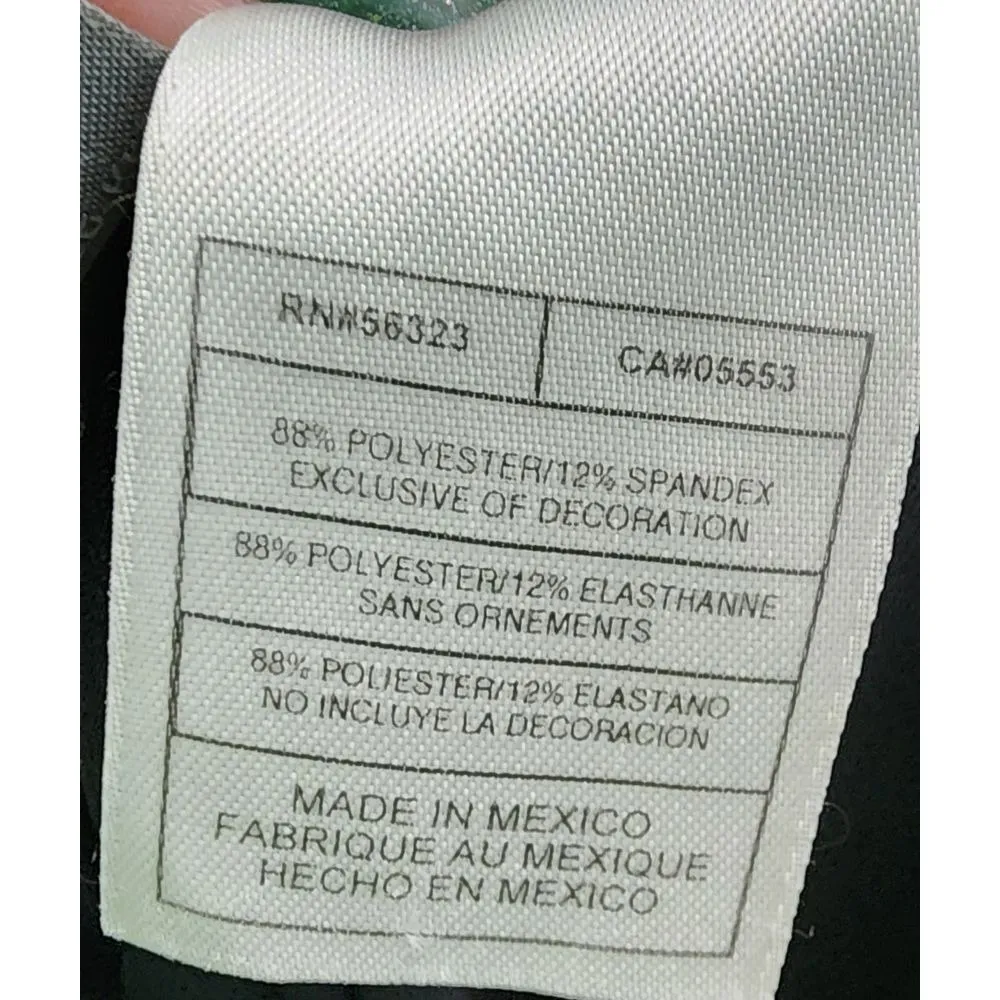 RN#56323
CA#05553
88% POLYESTER/12% SPANDEX
EXCLUSIVE OF DECORATION
88% POLYESTER/12% ELASTHANNE
SANS ORNEMENTS
88% POLIESTER/12% ELASTANO
NO INCLUYE LA DECORACION
MADE IN MEXICO
FABRIQUE AU MEXIQUE
HECHO EN MEXICO